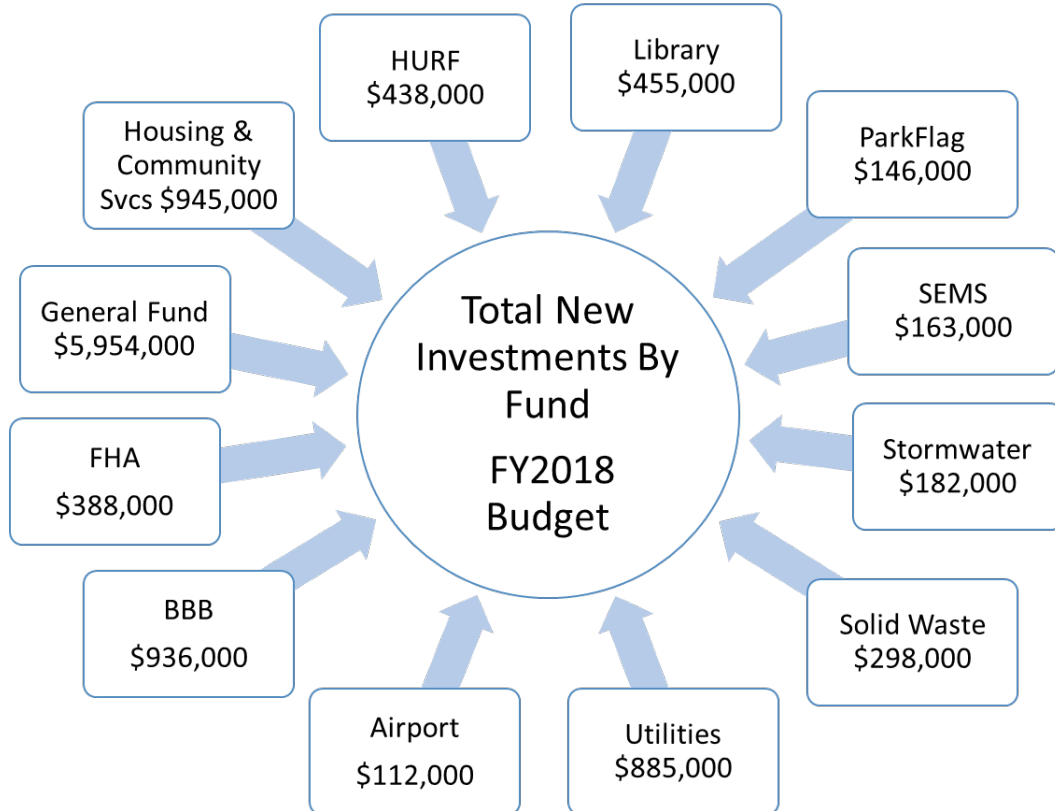 HURF
$438,000
Library
$455,000
ParkFlag
$146,000
SEMS
$163,000
Stormwater
$182,000
Solid Waste
$298,000
Utilities
$885,000
Airport
$112,000
BBB
$936,000
FHA
$388,000
General Fund
$5,954,000
Housing &
Community
Svcs $945,000
Total New
Investments By
Fund
FY2018
Budget